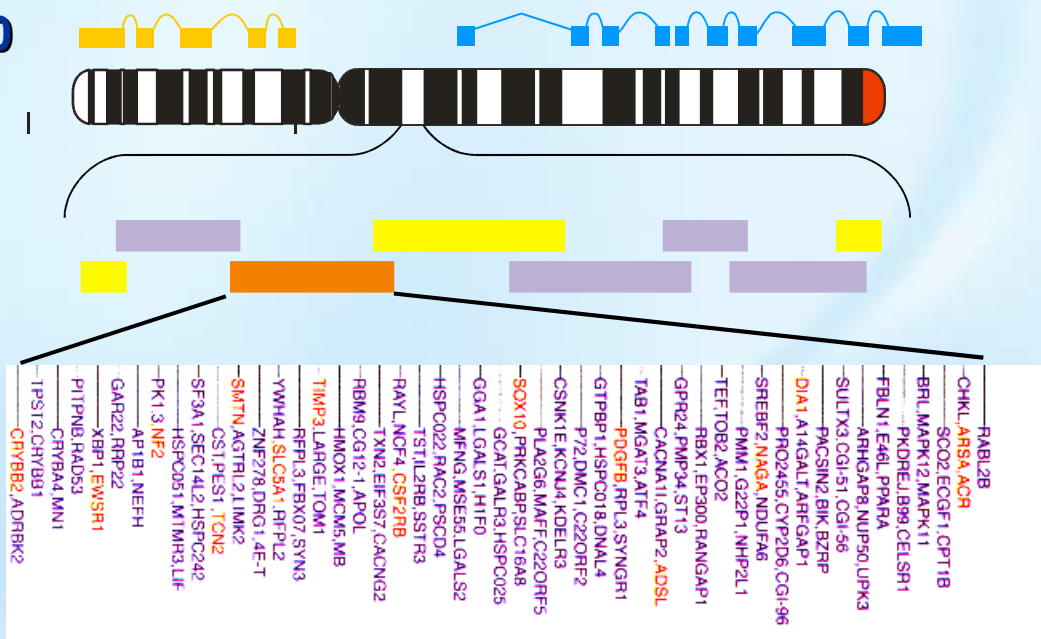 CRYBB2,ADRBK2
TPST2,CRYBB1
CRYBA4,MN1
PITPNB,RAD53
XBP1,EWSR1
GAR22,RRP22
AP1B1,NEFH
PK1.3,NF2
HSPC051,M1MR3,LIF
SF3A1,SEC14L2,HSPC242
CST,PES1,TCN2
SMTN,AGTRL2,LIMK2
ZNF278,DRG1,4E-T
YWHAH,SLC5A1,RFPL2
RFPL3,FBX07,SYN3
TIMP3,LARGE,TOM1
HMOX1,MCM5,MB
RBM9,CG12-1,APOL
TXN2,EIF3S7,CACNG2
RAYL,NCF4,CSF2RB
TST,IL2RB,SSTR3
HSPC022,RAC2,PSCD4
MFNG,MSE55,LGALS2
GGA1,LGALS1,H1F0
GCAT,GALR3,HSPC025
SOX10,PRKCABP,SLC16A8
PLA2G6,MAFF,C22ORF5
CSNK1E,KCNJ4,KDELR3
P72,DMC1,C22ORF2
GTPBP1,HSPC018,DNAL4
PDGFB,RPL3,SYNGR1
TAB1,MGAT3,ATF4
CACNA1I,GRAP2,ADSL
GPR24,PMP34,ST13
RBX1,EP300,RANGAP1
TEF,TOB2,ACO2
PMM1,G22P1,NHP2L1
SREBF2,NAGA,NDUFA6
PRO2455,CYP2D6,CGI-96
DIA1,A14GALT,ARFGAP1
PACSIN2,BIK,BZRP
SULTX3,CGI-51,CGI-56
ARHGAP8,NUP50,UPK3
FBLN1,E46L,PPARA
PKDREJ,B99,CELSR1
BRL,MAPK12,MAPK11
SCO2,ECGF1,CPT1B
CHKL,ARSA,ACR
RABL2B